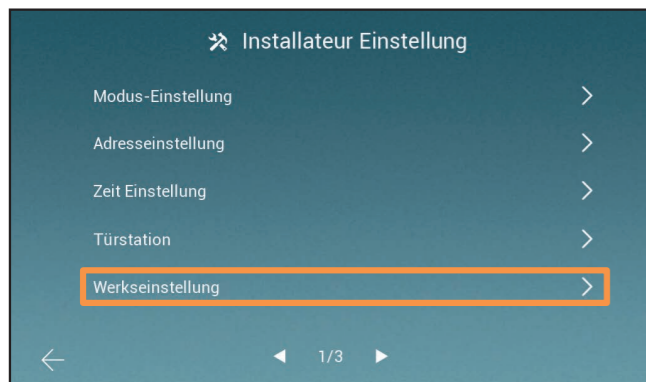 Installateur Einstellung
Modus-Einstellung
Adresseinstellung
Zeit Einstellung
Türstation
Werkseinstellung
1/3